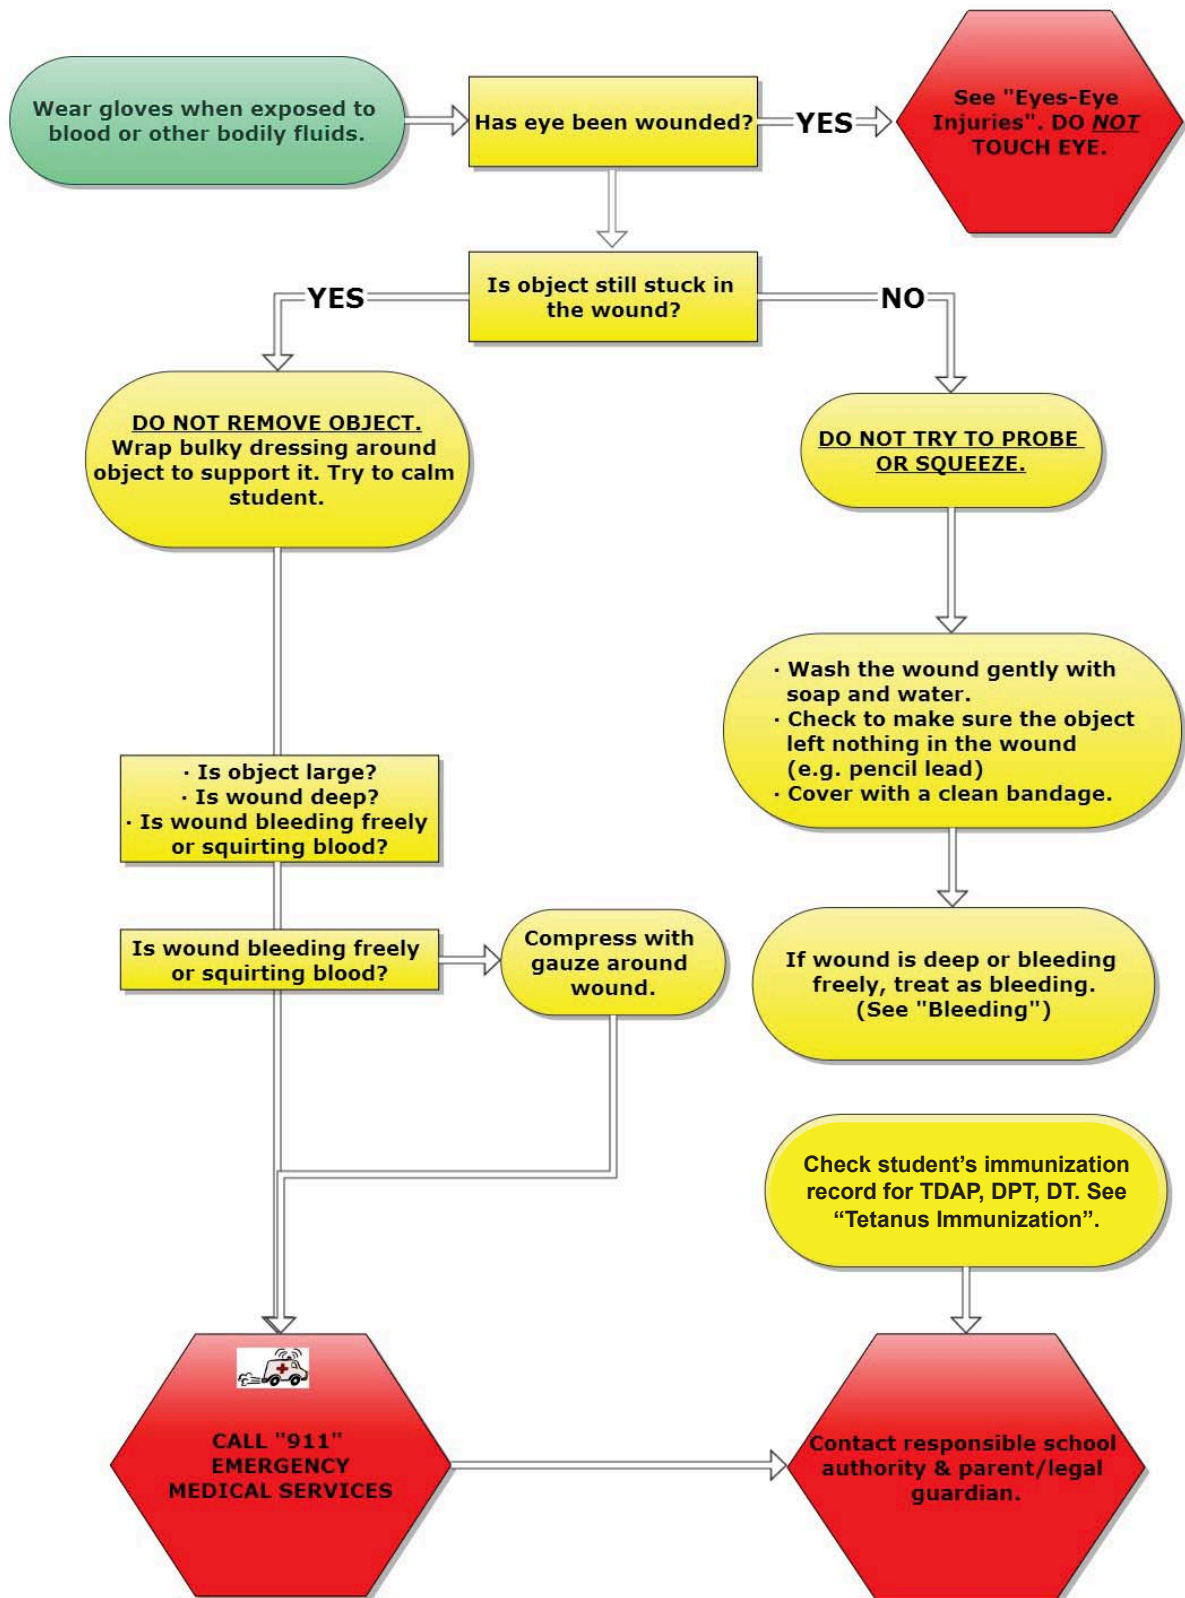 Wear gloves when exposed to
blood or other bodily fluids.
Has eye been wounded?
YES
See "Eyes-Eye
Injuries". DO NOT
TOUCH EYE.
Is object still stuck in
the wound?
YES
NO
DO NOT REMOVE OBJECT.
Wrap bulky dressing around
object to support it. Try to calm
student.
DO NOT TRY TO PROBE
OR SQUEEZE.
· Wash the wound gently with
soap and water.
· Check to make sure the object
left nothing in the wound
(e.g. pencil lead)
· Cover with a clean bandage.
· Is object large?
· Is wound deep?
· Is wound bleeding freely
or squirting blood?
Is wound bleeding freely
or squirting blood?
Compress with
gauze around
wound.
If wound is deep or bleeding
freely, treat as bleeding.
(See "Bleeding")
Check student’s immunization
record for TDAP, DPT, DT. See
“Tetanus Immunization”.
CALL "911"
EMERGENCY
MEDICAL SERVICES
Contact responsible school
authority & parent/legal
guardian.